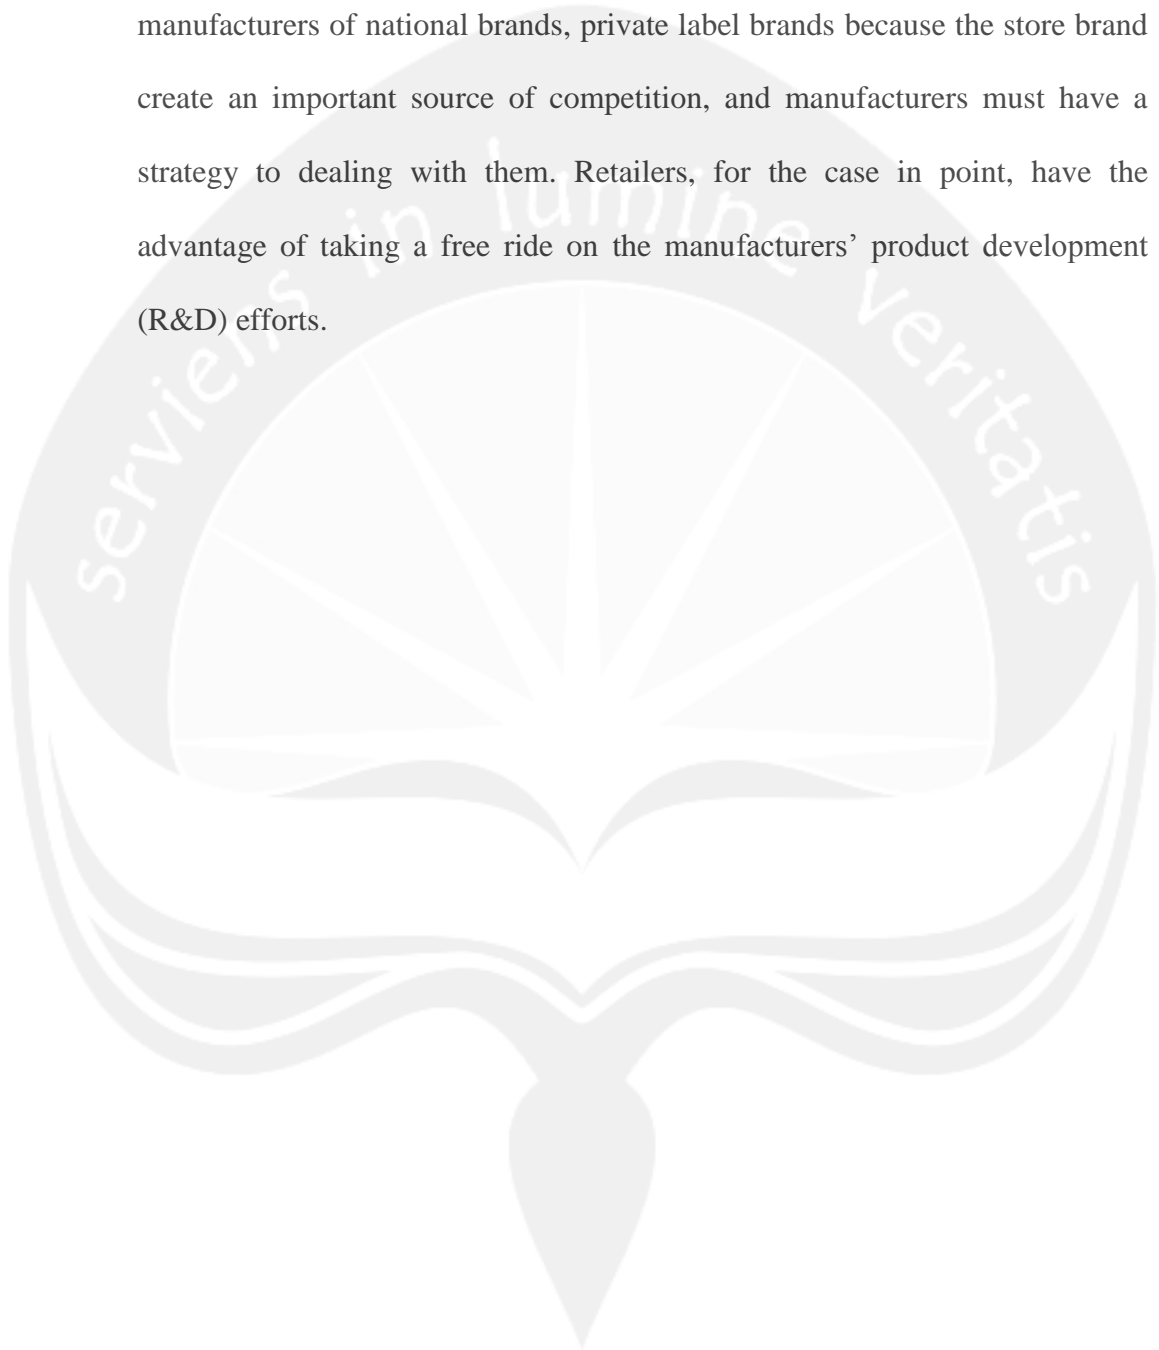 manufacturers of national brands, private label brands because the store brand
create an important source of competition, and manufacturers must have a
strategy to dealing with them. Retailers, for the case in point, have the
advantage of taking a free ride on the manufacturers’ product development
(R&D) efforts.
serviens in lumine veritatis